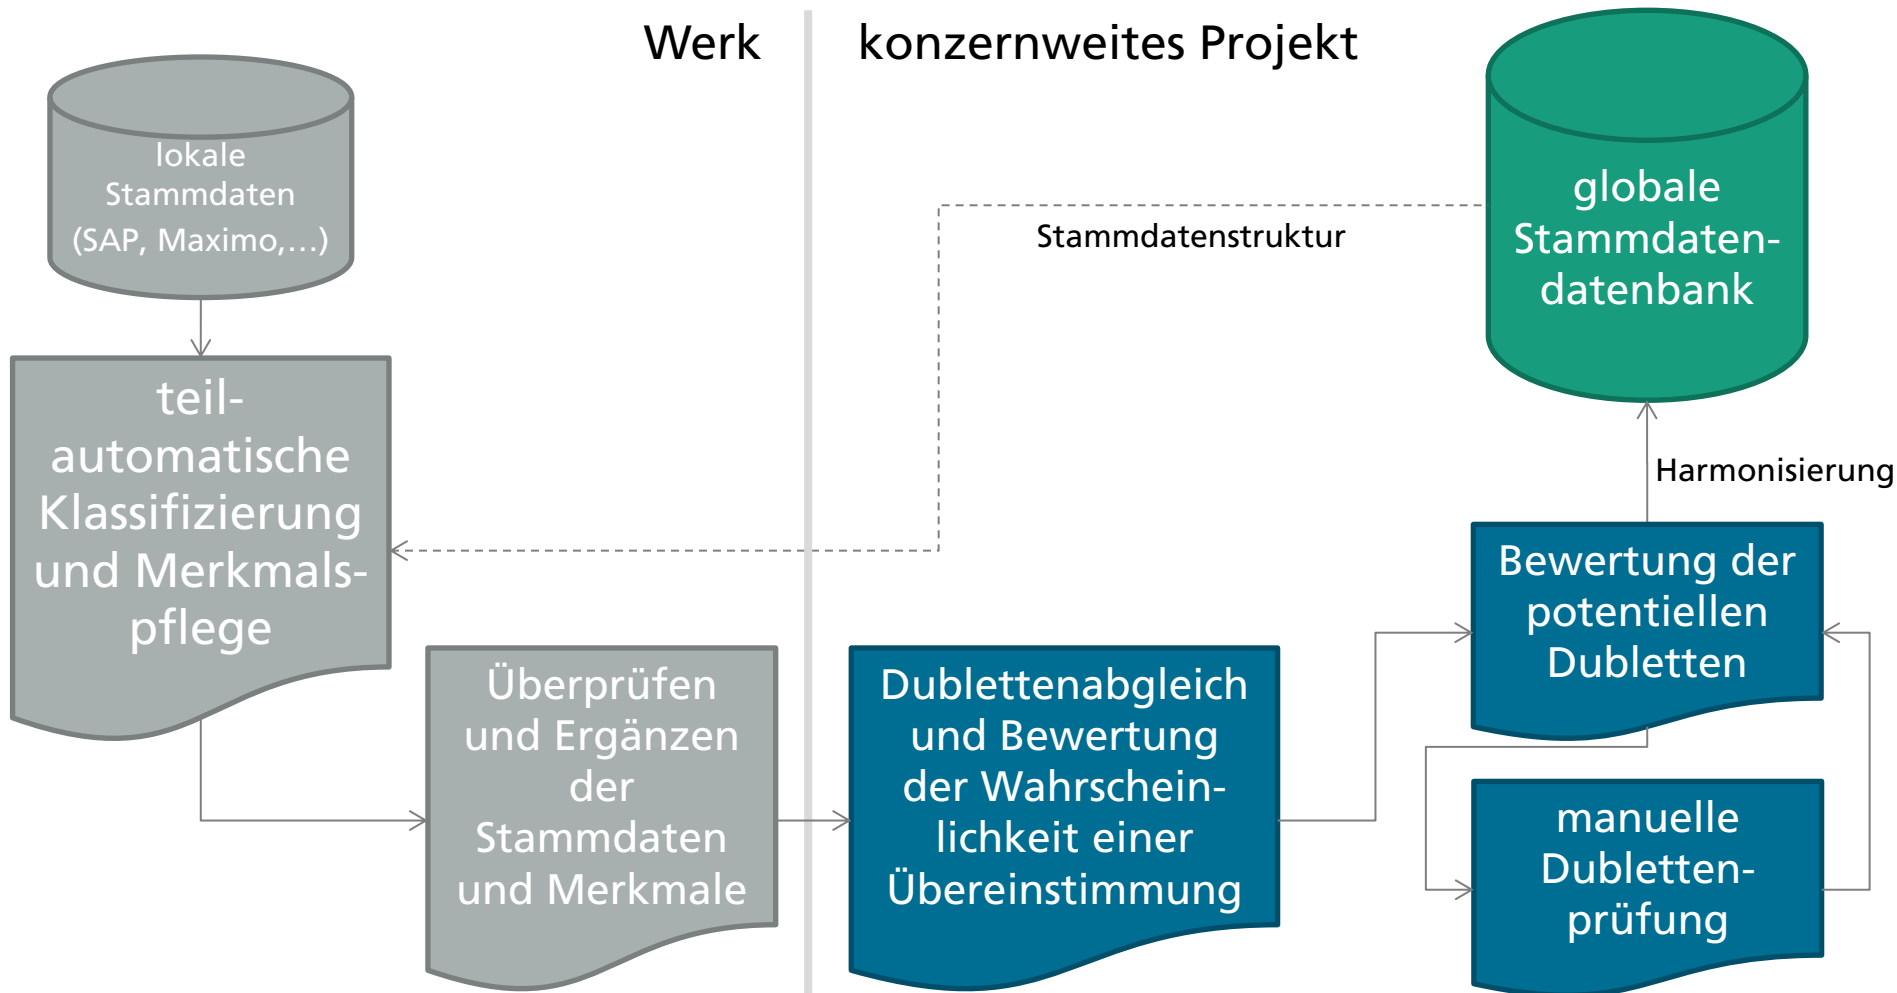 Werk
konzernweites Projekt
lokale
Stammdaten
(SAP, Maximo,...)
teil-
automatische
Klassifizierung
und Merkmals-
pflege
Überprüfen
und Ergänzen
der
Stammdaten
und Merkmale
Stammdatenstruktur
globale
Stammdaten-
datenbank
Harmonisierung
Dublettenabgleich
und Bewertung
der Wahrschein-
lichkeit einer
Übereinstimmung
Bewertung der
potentiellen
Dubletten
manuelle
Dubletten-
prüfung